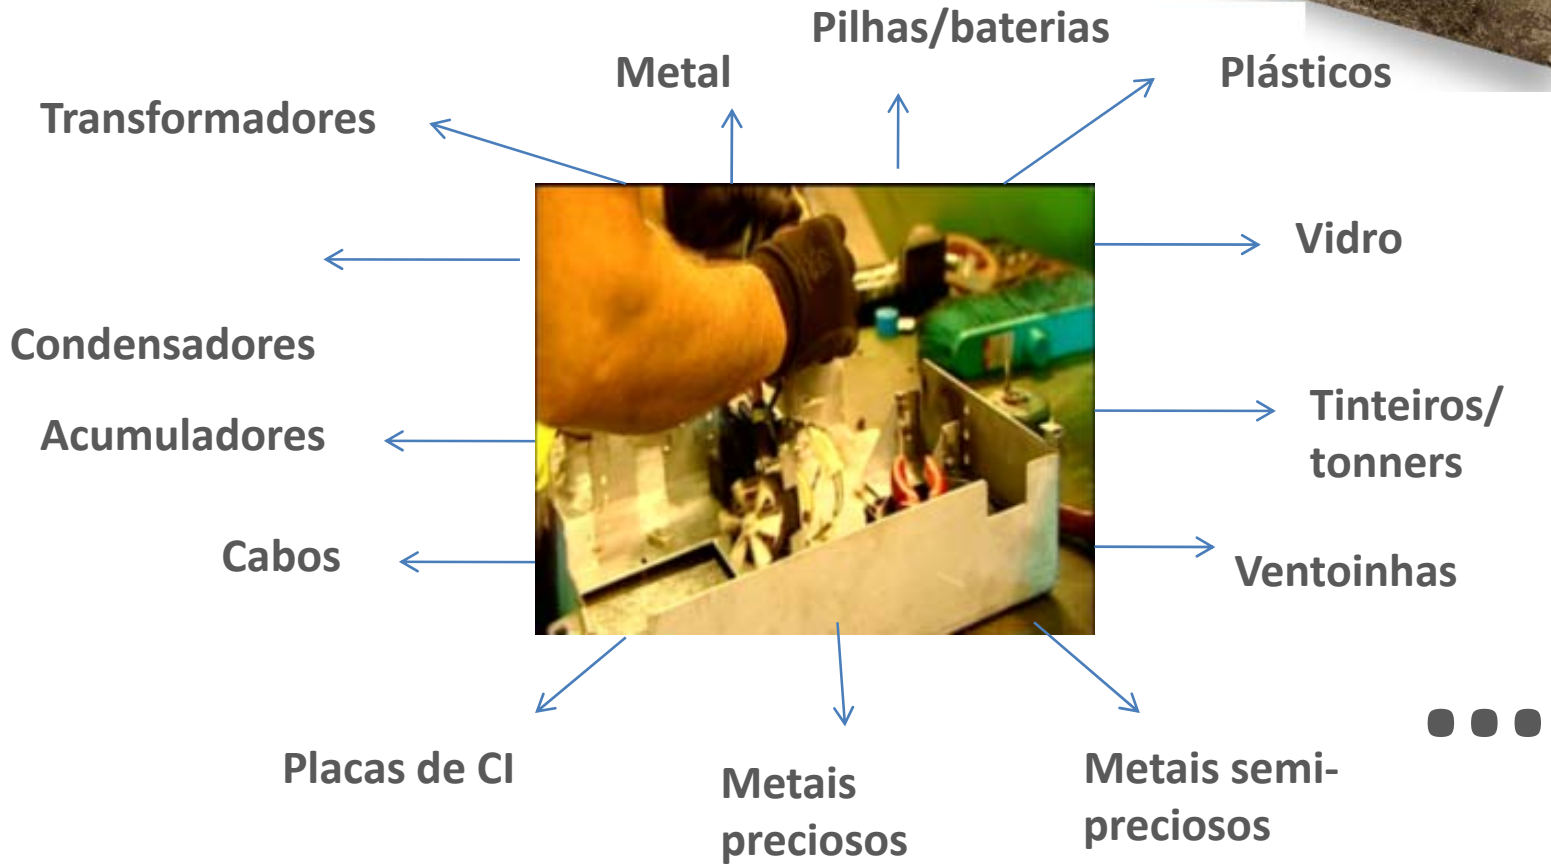 Pilhas/baterias
Metal
Plásticos
Transformadores
Vidro
Condensadores
Acumuladores
Tinteiros/
tonners
Cabos
Ventoinhas
...
Placas de CI
Metais
preciosos
Metais semi-
preciosos